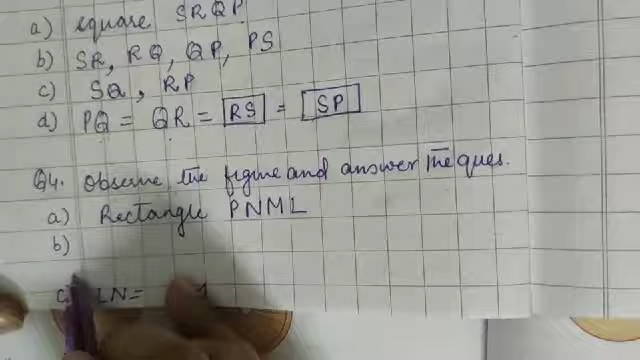 a) square SRQP
b) SR, RQ, QP, PS
c) SQ, RP
d) PQ = QR = RS = SP
Q4. Observe the figure and answer the ques.
a) Rectangle PNML
b)
c) LN =